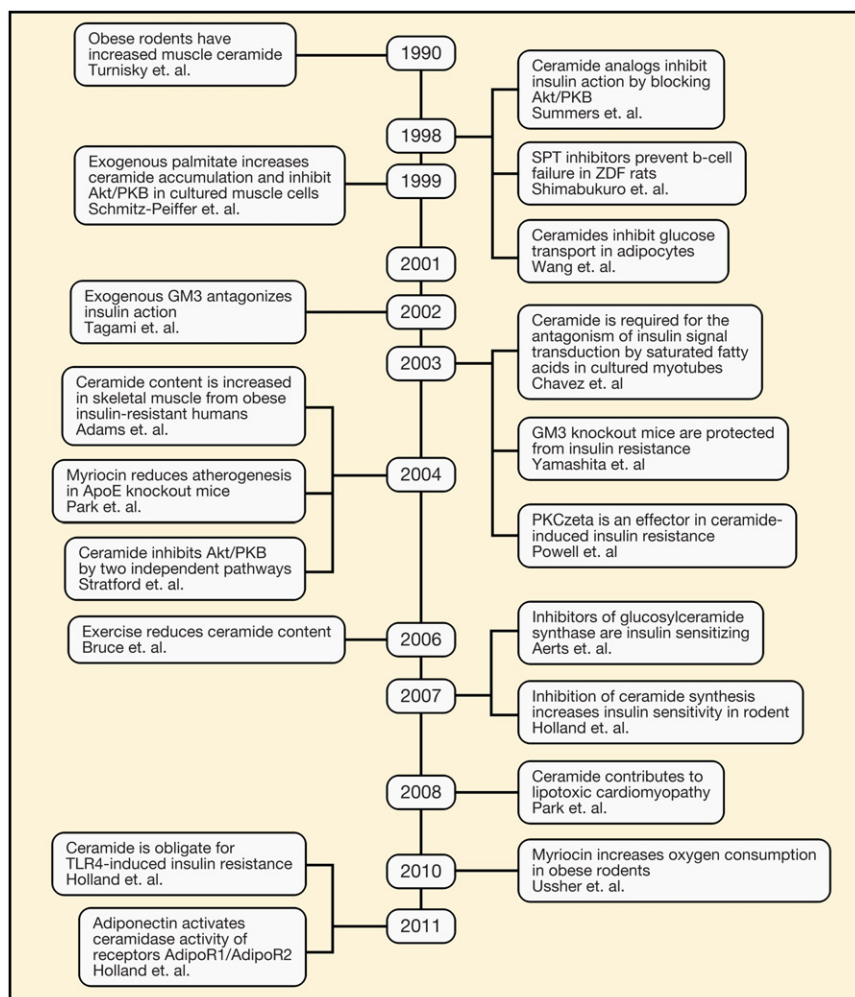 1990
Obese rodents have
increased muscle ceramide
Turnisky et. al.
1998
Ceramide analogs inhibit
insulin action by blocking
Akt/PKB
Summers et. al.
SPT inhibitors prevent b-cell
failure in ZDF rats
Shimabukuro et. al.
Ceramides inhibit glucose
transport in adipocytes
Wang et. al.
1999
Exogenous palmitate increases
ceramide accumulation and inhibit
Akt/PKB in cultured muscle cells
Schmitz-Peiffer et. al.
2001
2002
Exogenous GM3 antagonizes
insulin action
Tagami et. al.
2003
Ceramide is required for the
antagonism of insulin signal
transduction by saturated fatty
acids in cultured myotubes
Chavez et. al
GM3 knockout mice are protected
from insulin resistance
Yamashita et. al
PKCzeta is an effector in ceramide-
induced insulin resistance
Powell et. al
2004
Ceramide content is increased
in skeletal muscle from obese
insulin-resistant humans
Adams et. al.
Myriocin reduces atherogenesis
in ApoE knockout mice
Park et. al.
Ceramide inhibits Akt/PKB
by two independent pathways
Stratford et. al.
2006
Exercise reduces ceramide content
Bruce et. al.
2007
Inhibitors of glucosylceramide
synthase are insulin sensitizing
Aerts et. al.
Inhibition of ceramide synthesis
increases insulin sensitivity in rodent
Holland et. al.
2008
Ceramide contributes to
lipotoxic cardiomyopathy
Park et. al.
2010
Myriocin increases oxygen consumption
in obese rodents
Ussher et. al.
2011
Ceramide is obligate for
TLR4-induced insulin resistance
Holland et. al.
Adiponectin activates
ceramidase activity of
receptors AdipoR1/AdipoR2
Holland et. al.